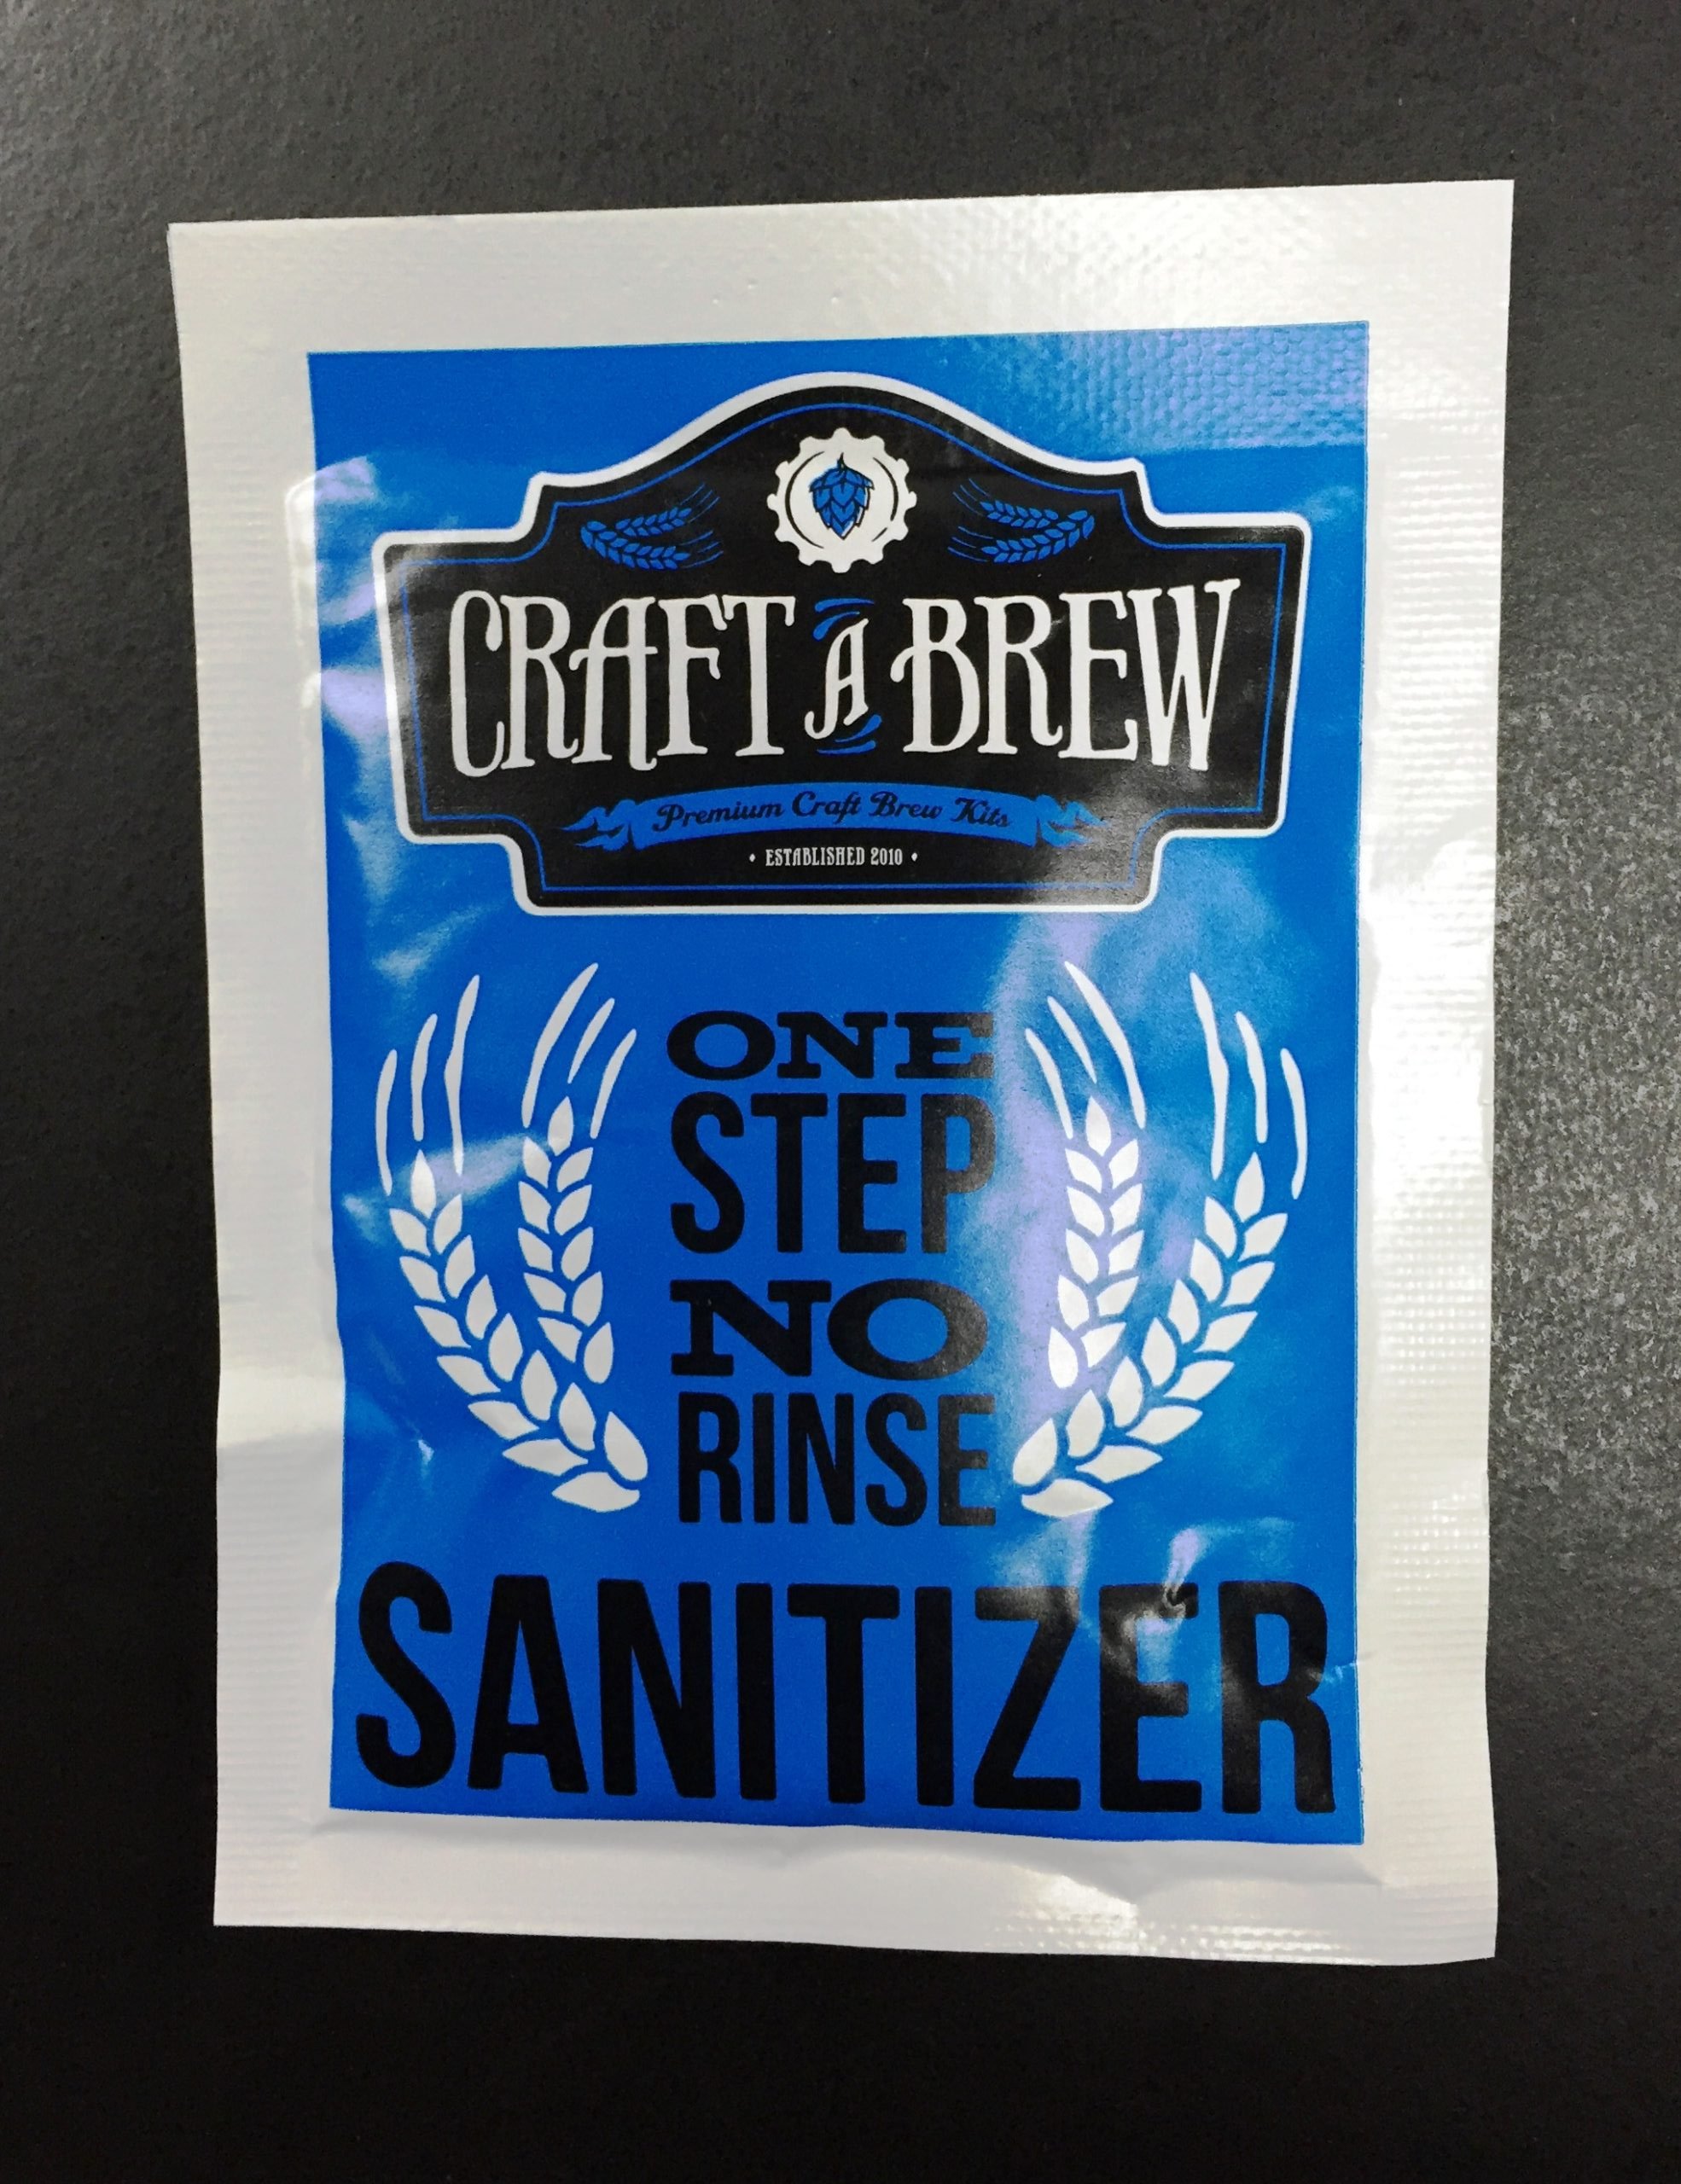 CRAFT A BREW
Premium Craft Brew Kits
• ESTABLISHED 2010 •
ONE
STEP
NO
RINSE
SANITIZER